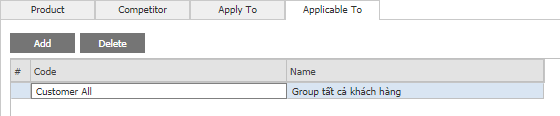 Product Competitor Apply To Applicable To
Add Delete
# Code Name
Customer All Group tất cả khách hàng